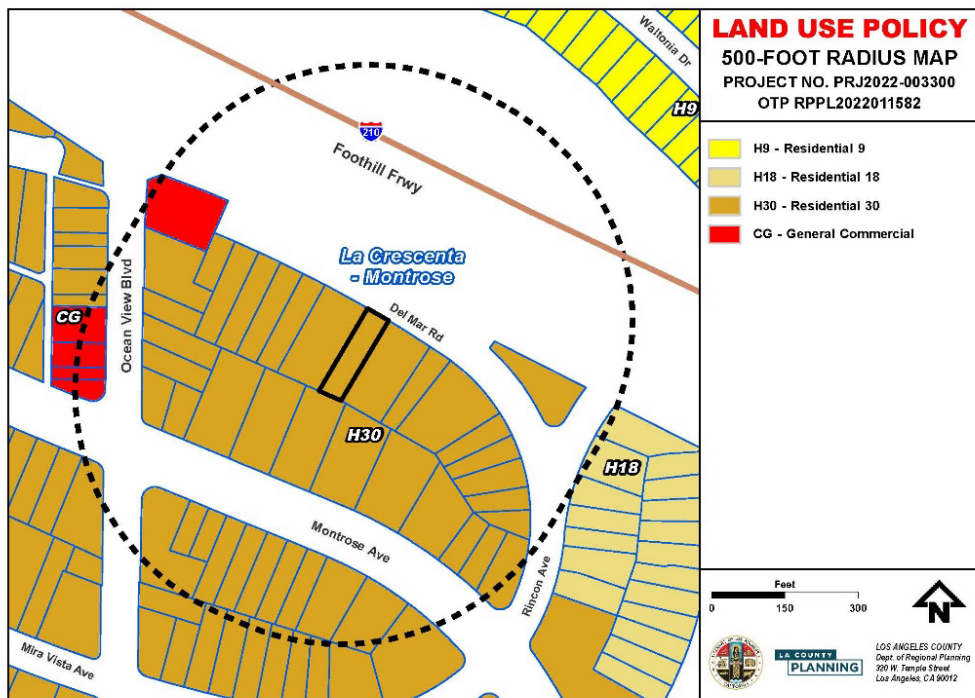 LAND USE POLICY
500-FOOT RADIUS MAP
PROJECT NO. PRJ2022-003300
OTP RPPL2022011582
H9 - Residential 9
H18 - Residential 18
H30 - Residential 30
CG - General Commercial
Waltonia Dr
H9
210
Foothill Frwy
La Crescenta
- Montrose
Del Mar Rd
CG
Ocean View Blvd
H30
H18
Montrose Ave
Rincon Ave
Mira Vista Ave
Feet
0 150 300
N
LA COUNTY
PLANNING
LOS ANGELES COUNTY
Dept. of Regional Planning
320 W. Temple Street
Los Angeles, CA 90012